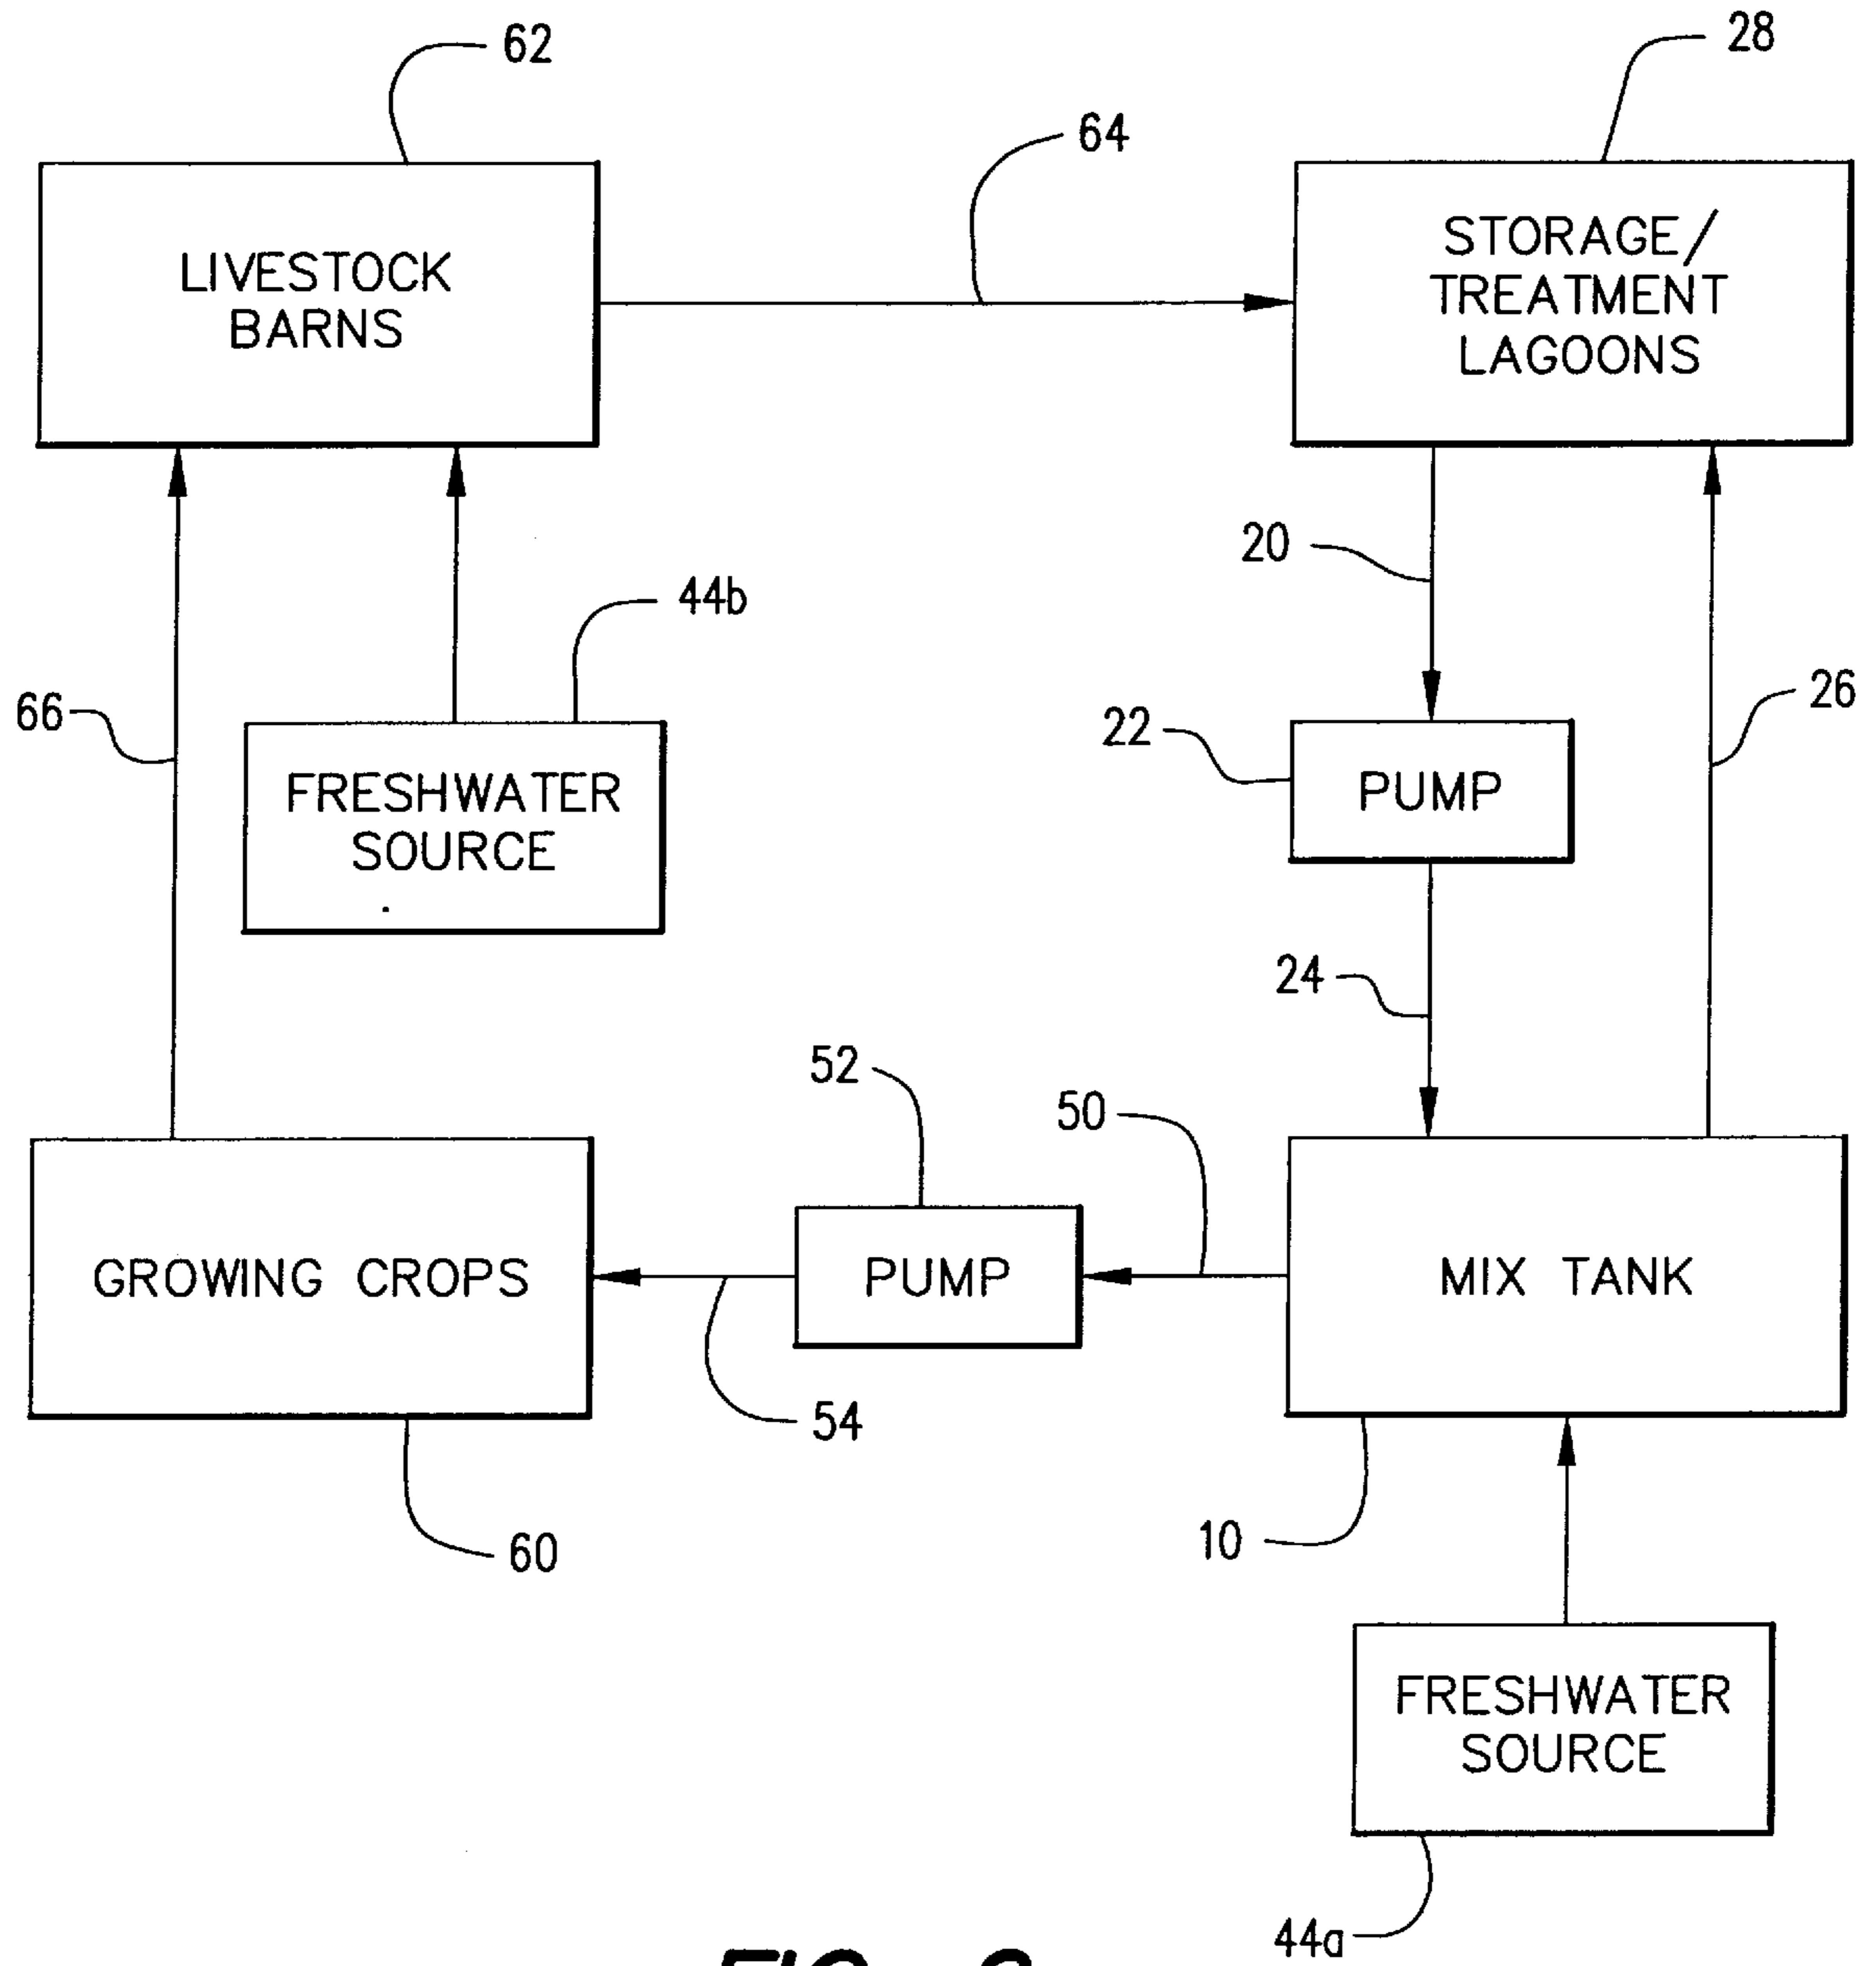 62
28
64
LIVESTOCK
BARNS
STORAGE/
TREATMENT
LAGOONS
20
44b
66
26
22
FRESHWATER
SOURCE
PUMP
24
52
50
GROWING CROPS
PUMP
MIX TANK
54
10
60
FRESHWATER
SOURCE
44a